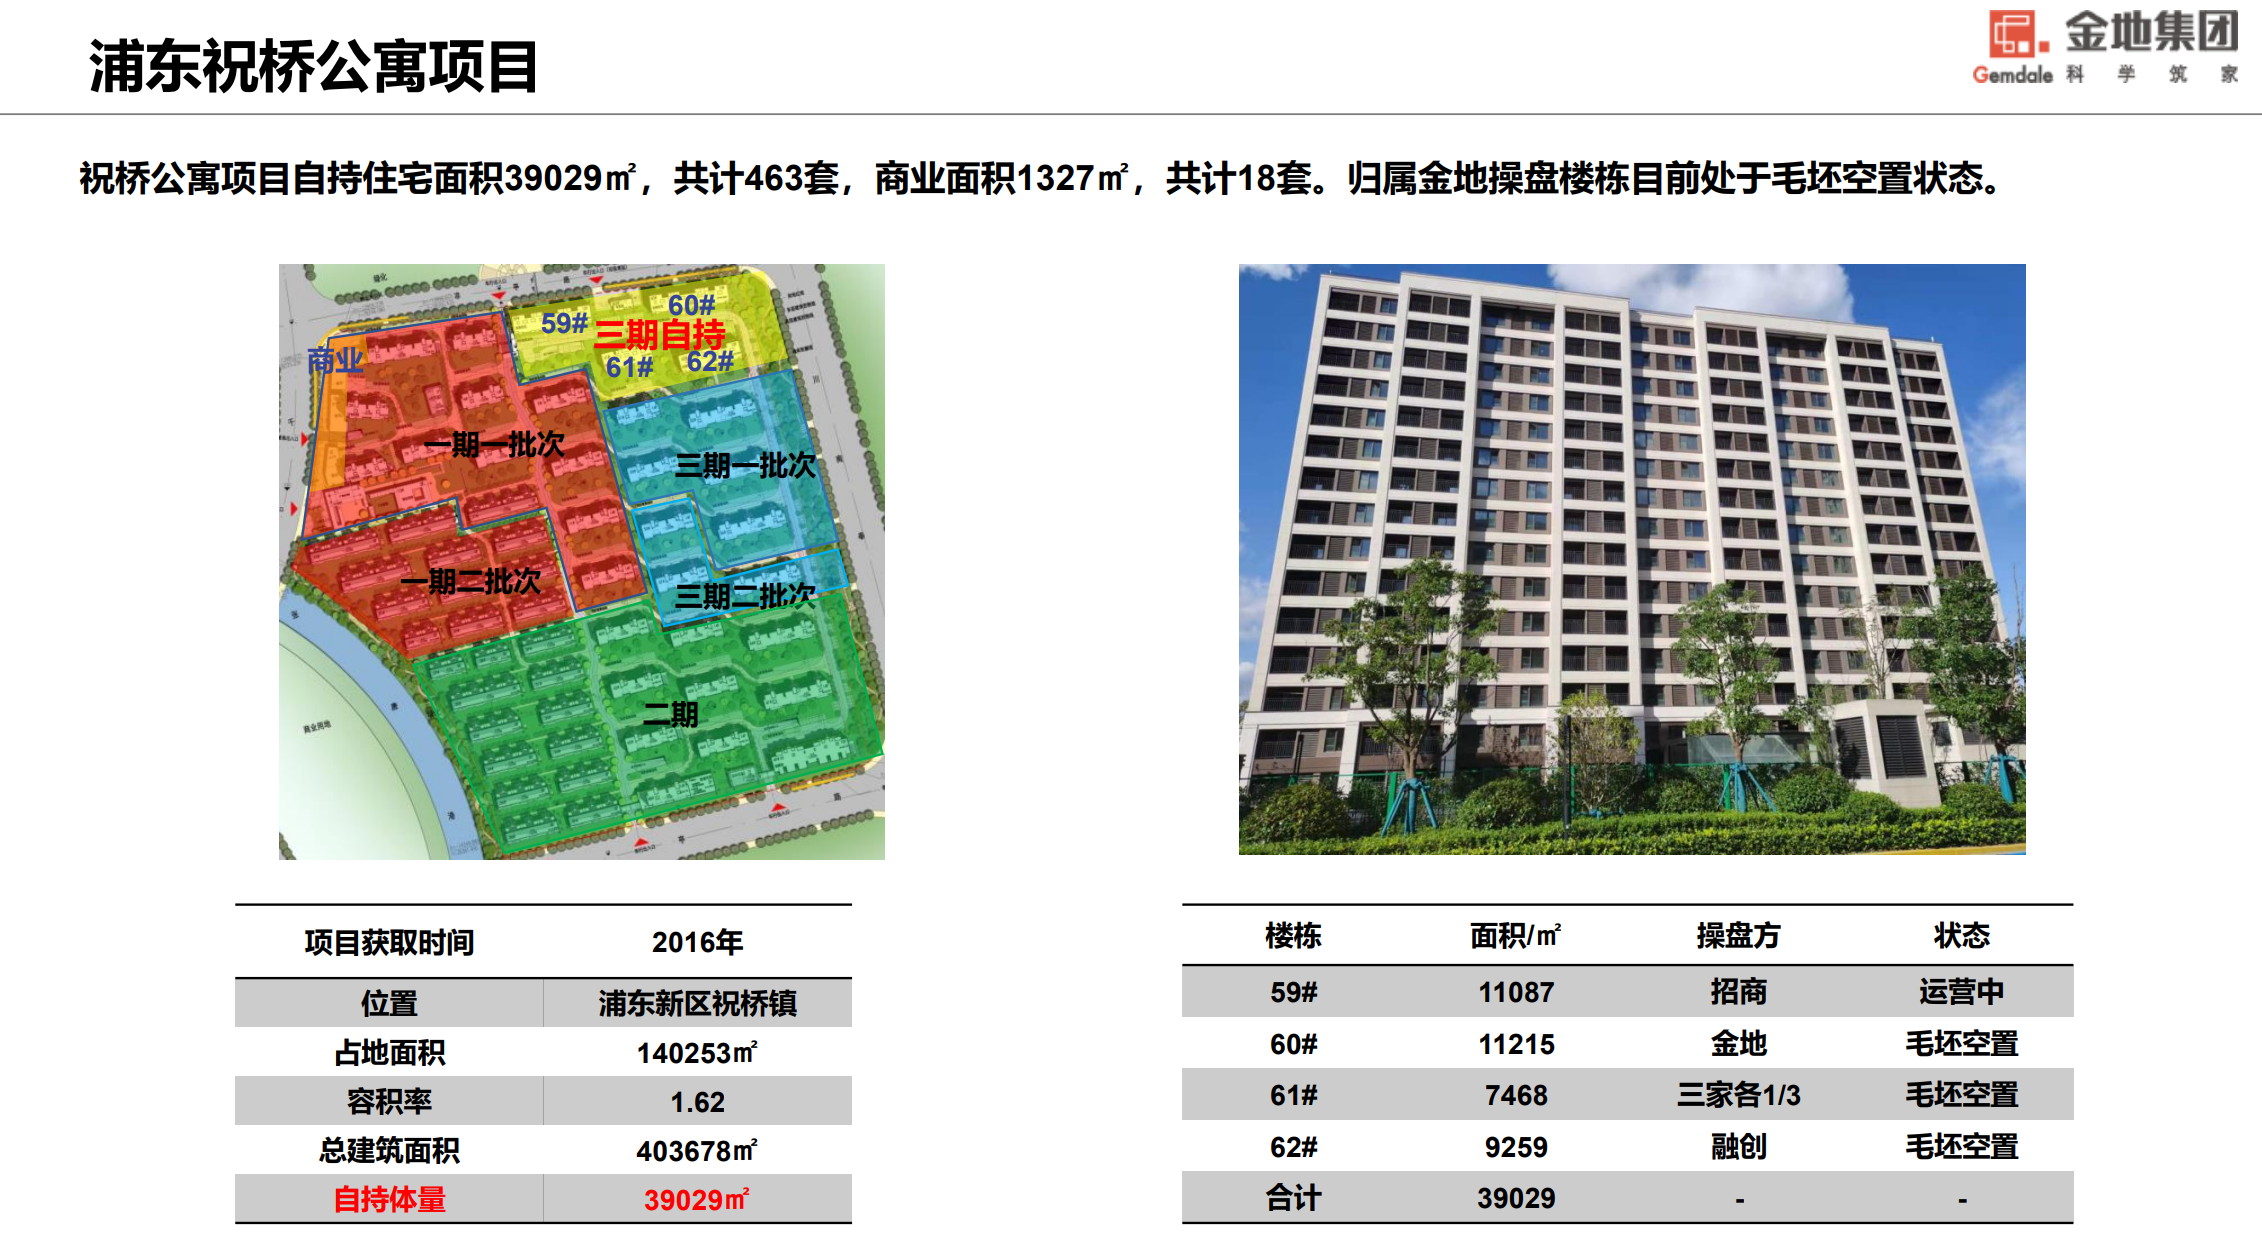 浦东祝桥公寓项目
金地集团
Gemdale 科学筑家
祝桥公寓项目自持住宅面积39029㎡，共计463套，商业面积1327㎡，共计18套。归属金地操盘楼栋目前处于毛坯空置状态。
59#
60#
三期自持
61#
62#
商业
一期一批次
三期一批次
一期二批次
三期二批次
二期
商业用地
项目获取时间 2016年
位置 浦东新区祝桥镇
占地面积 140253㎡
容积率 1.62
总建筑面积 403678㎡
自持体量 39029㎡
楼栋 面积/㎡ 操盘方 状态
59# 11087 招商 运营中
60# 11215 金地 毛坯空置
61# 7468 三家各1/3 毛坯空置
62# 9259 融创 毛坯空置
合计 39029 - -